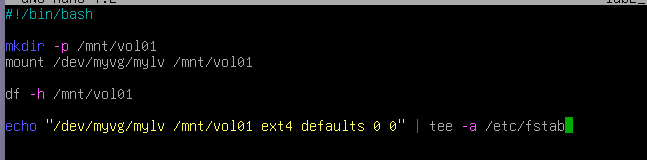 #!/bin/bash
mkdir -p /mnt/vol01
mount /dev/myvg/mylv /mnt/vol01
df -h /mnt/vol01
echo "/dev/myvg/mylv /mnt/vol01 ext4 defaults 0 0" | tee -a /etc/fstab